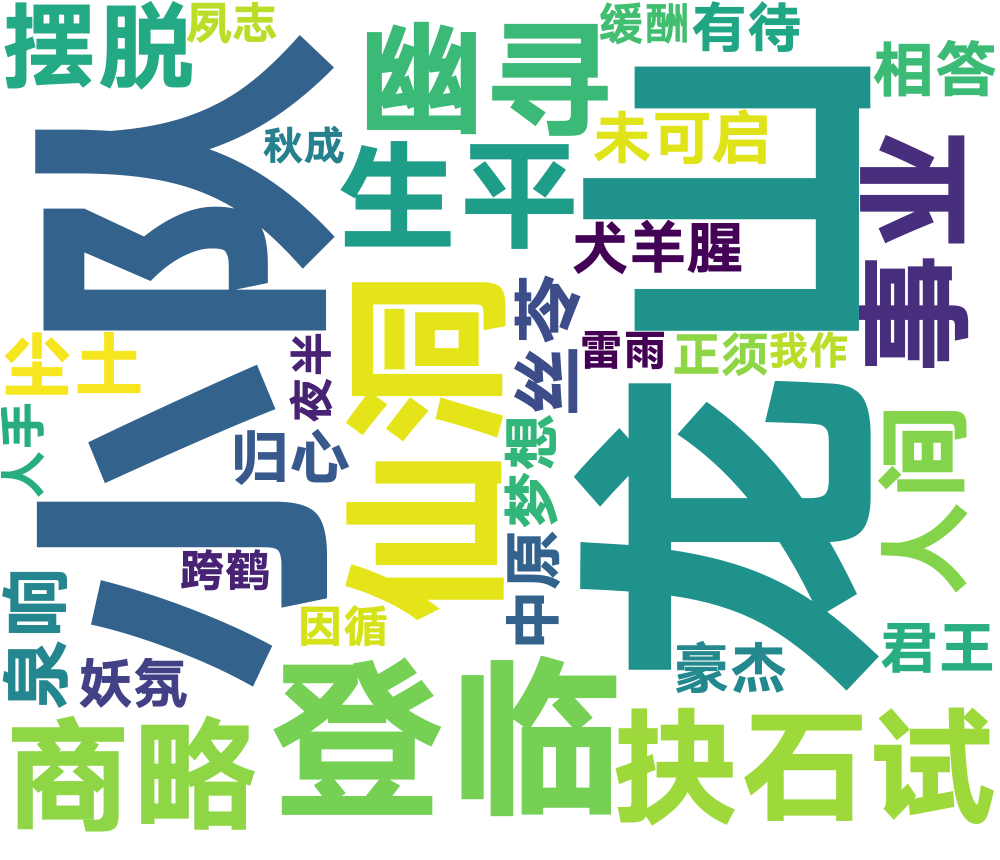 摆脱
夙志
缓酬
有待
相答
幽寻
未可启
秋成
小队
生平
龙山
平事
犬羊腥
仙洞
丝苓
雷雨
正须
我作
尘土
夜半
人手
归心
梦想
人间
中原
跨鹤
泉响
因循
君王
豪杰
妖氛
登临
商略
抉石试